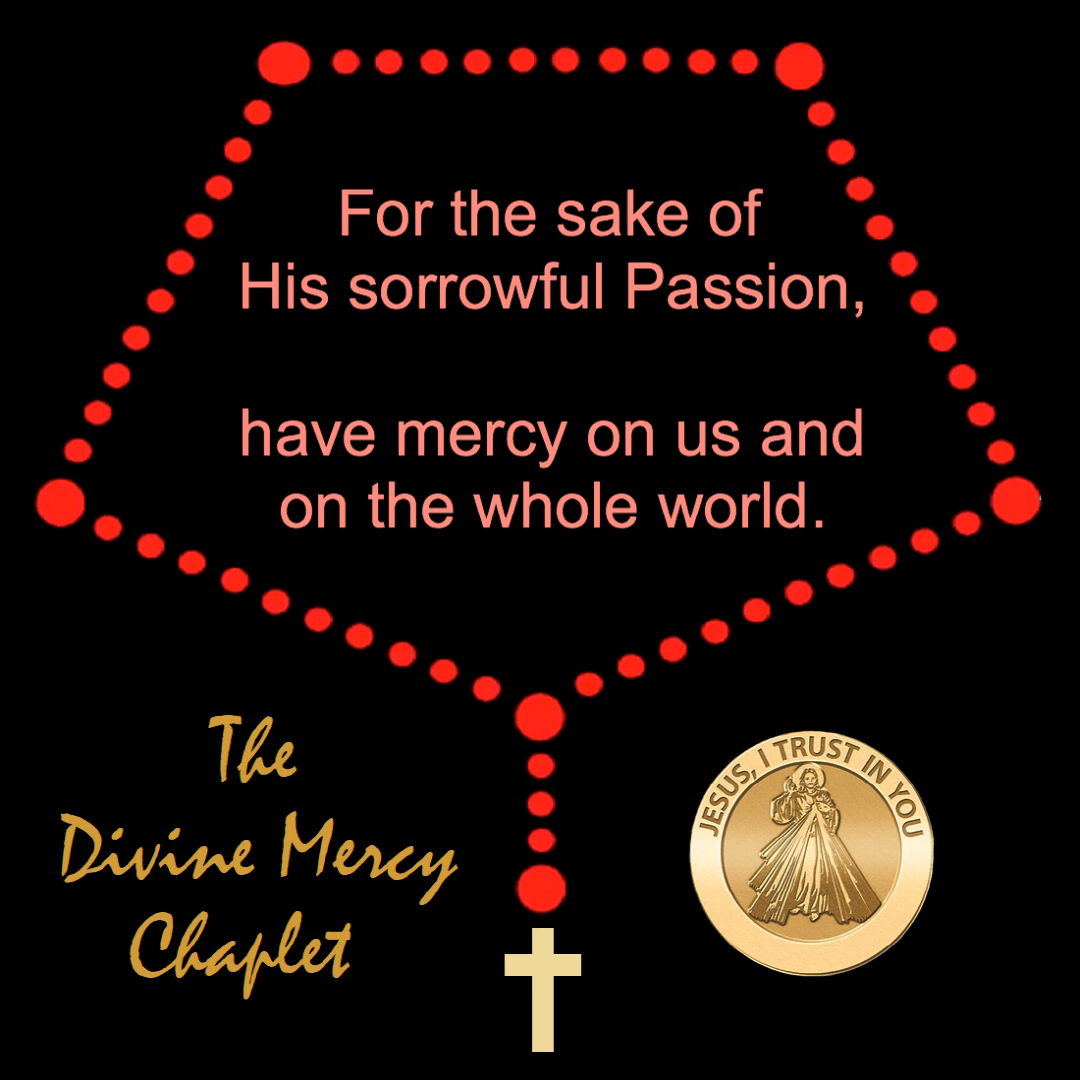 For the sake of
His sorrowful Passion,
have mercy on us and
on the whole world.
The
Divine Mercy
Chaplet
JESUS, I TRUST IN YOU